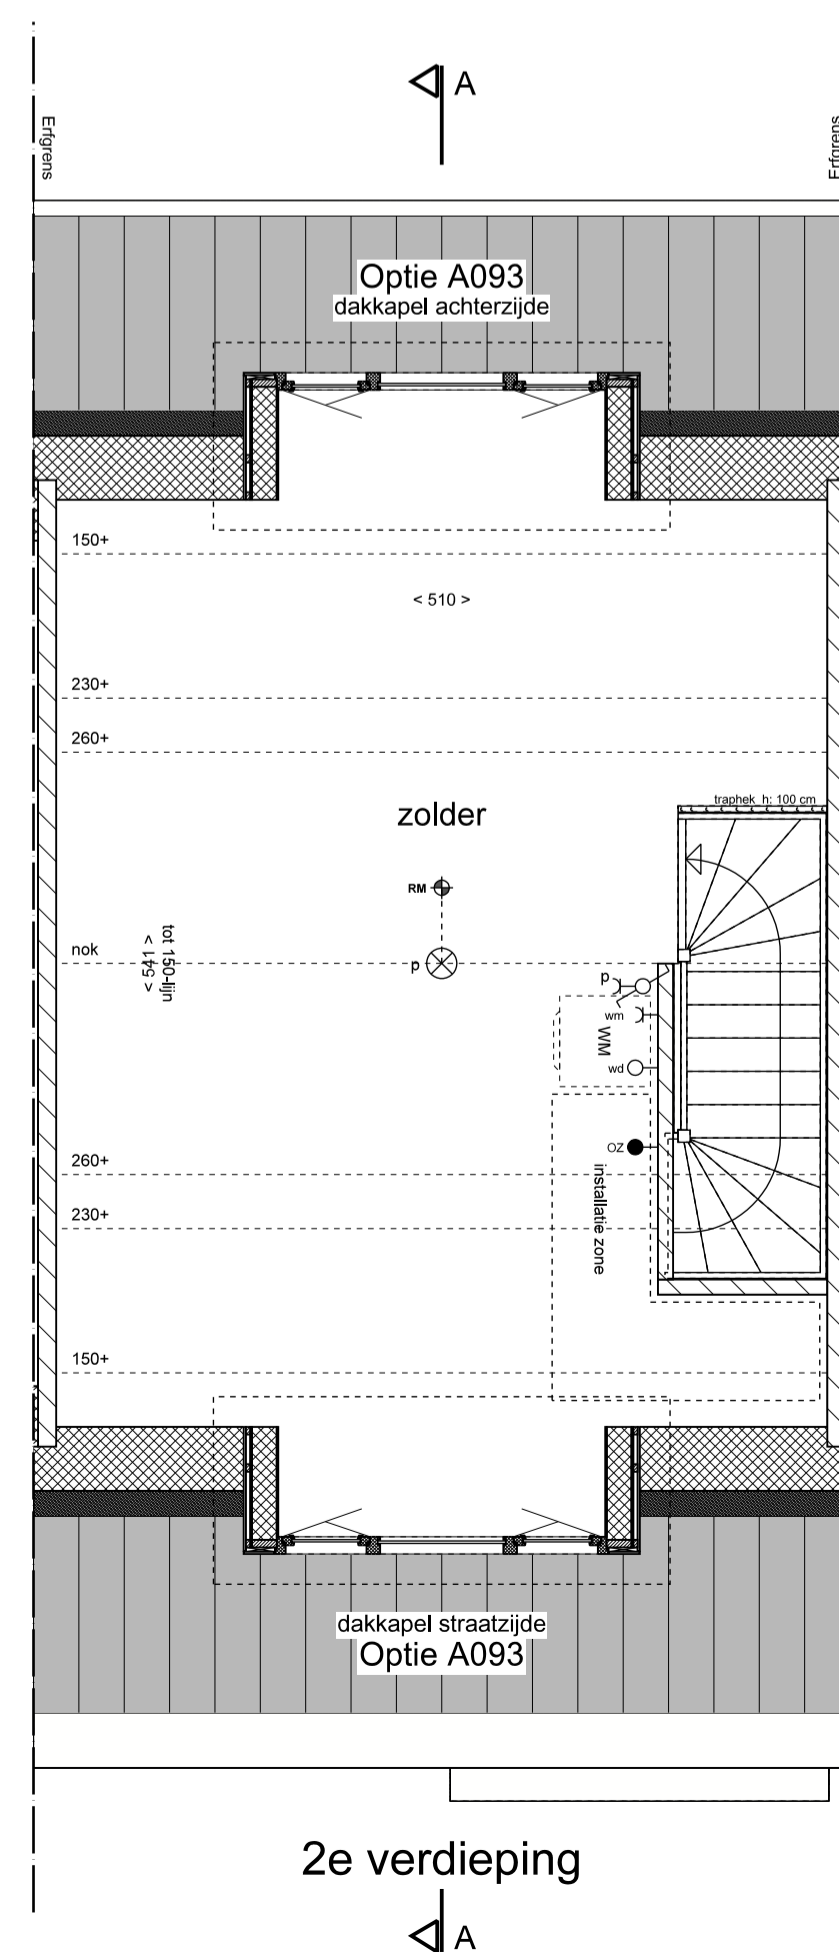 A
Erfgrens
Erfgrens
Optie A093
dakkapel achterzijde
150+
< 510 >
230+
260+
zolder
traphek h: 100 cm
RM
nok
tot 150-lijn
< 541 >
p
p
wm
WM
wd
OZ
260+
installatie zone
230+
150+
dakkapel straatzijde
Optie A093
2e verdieping
A